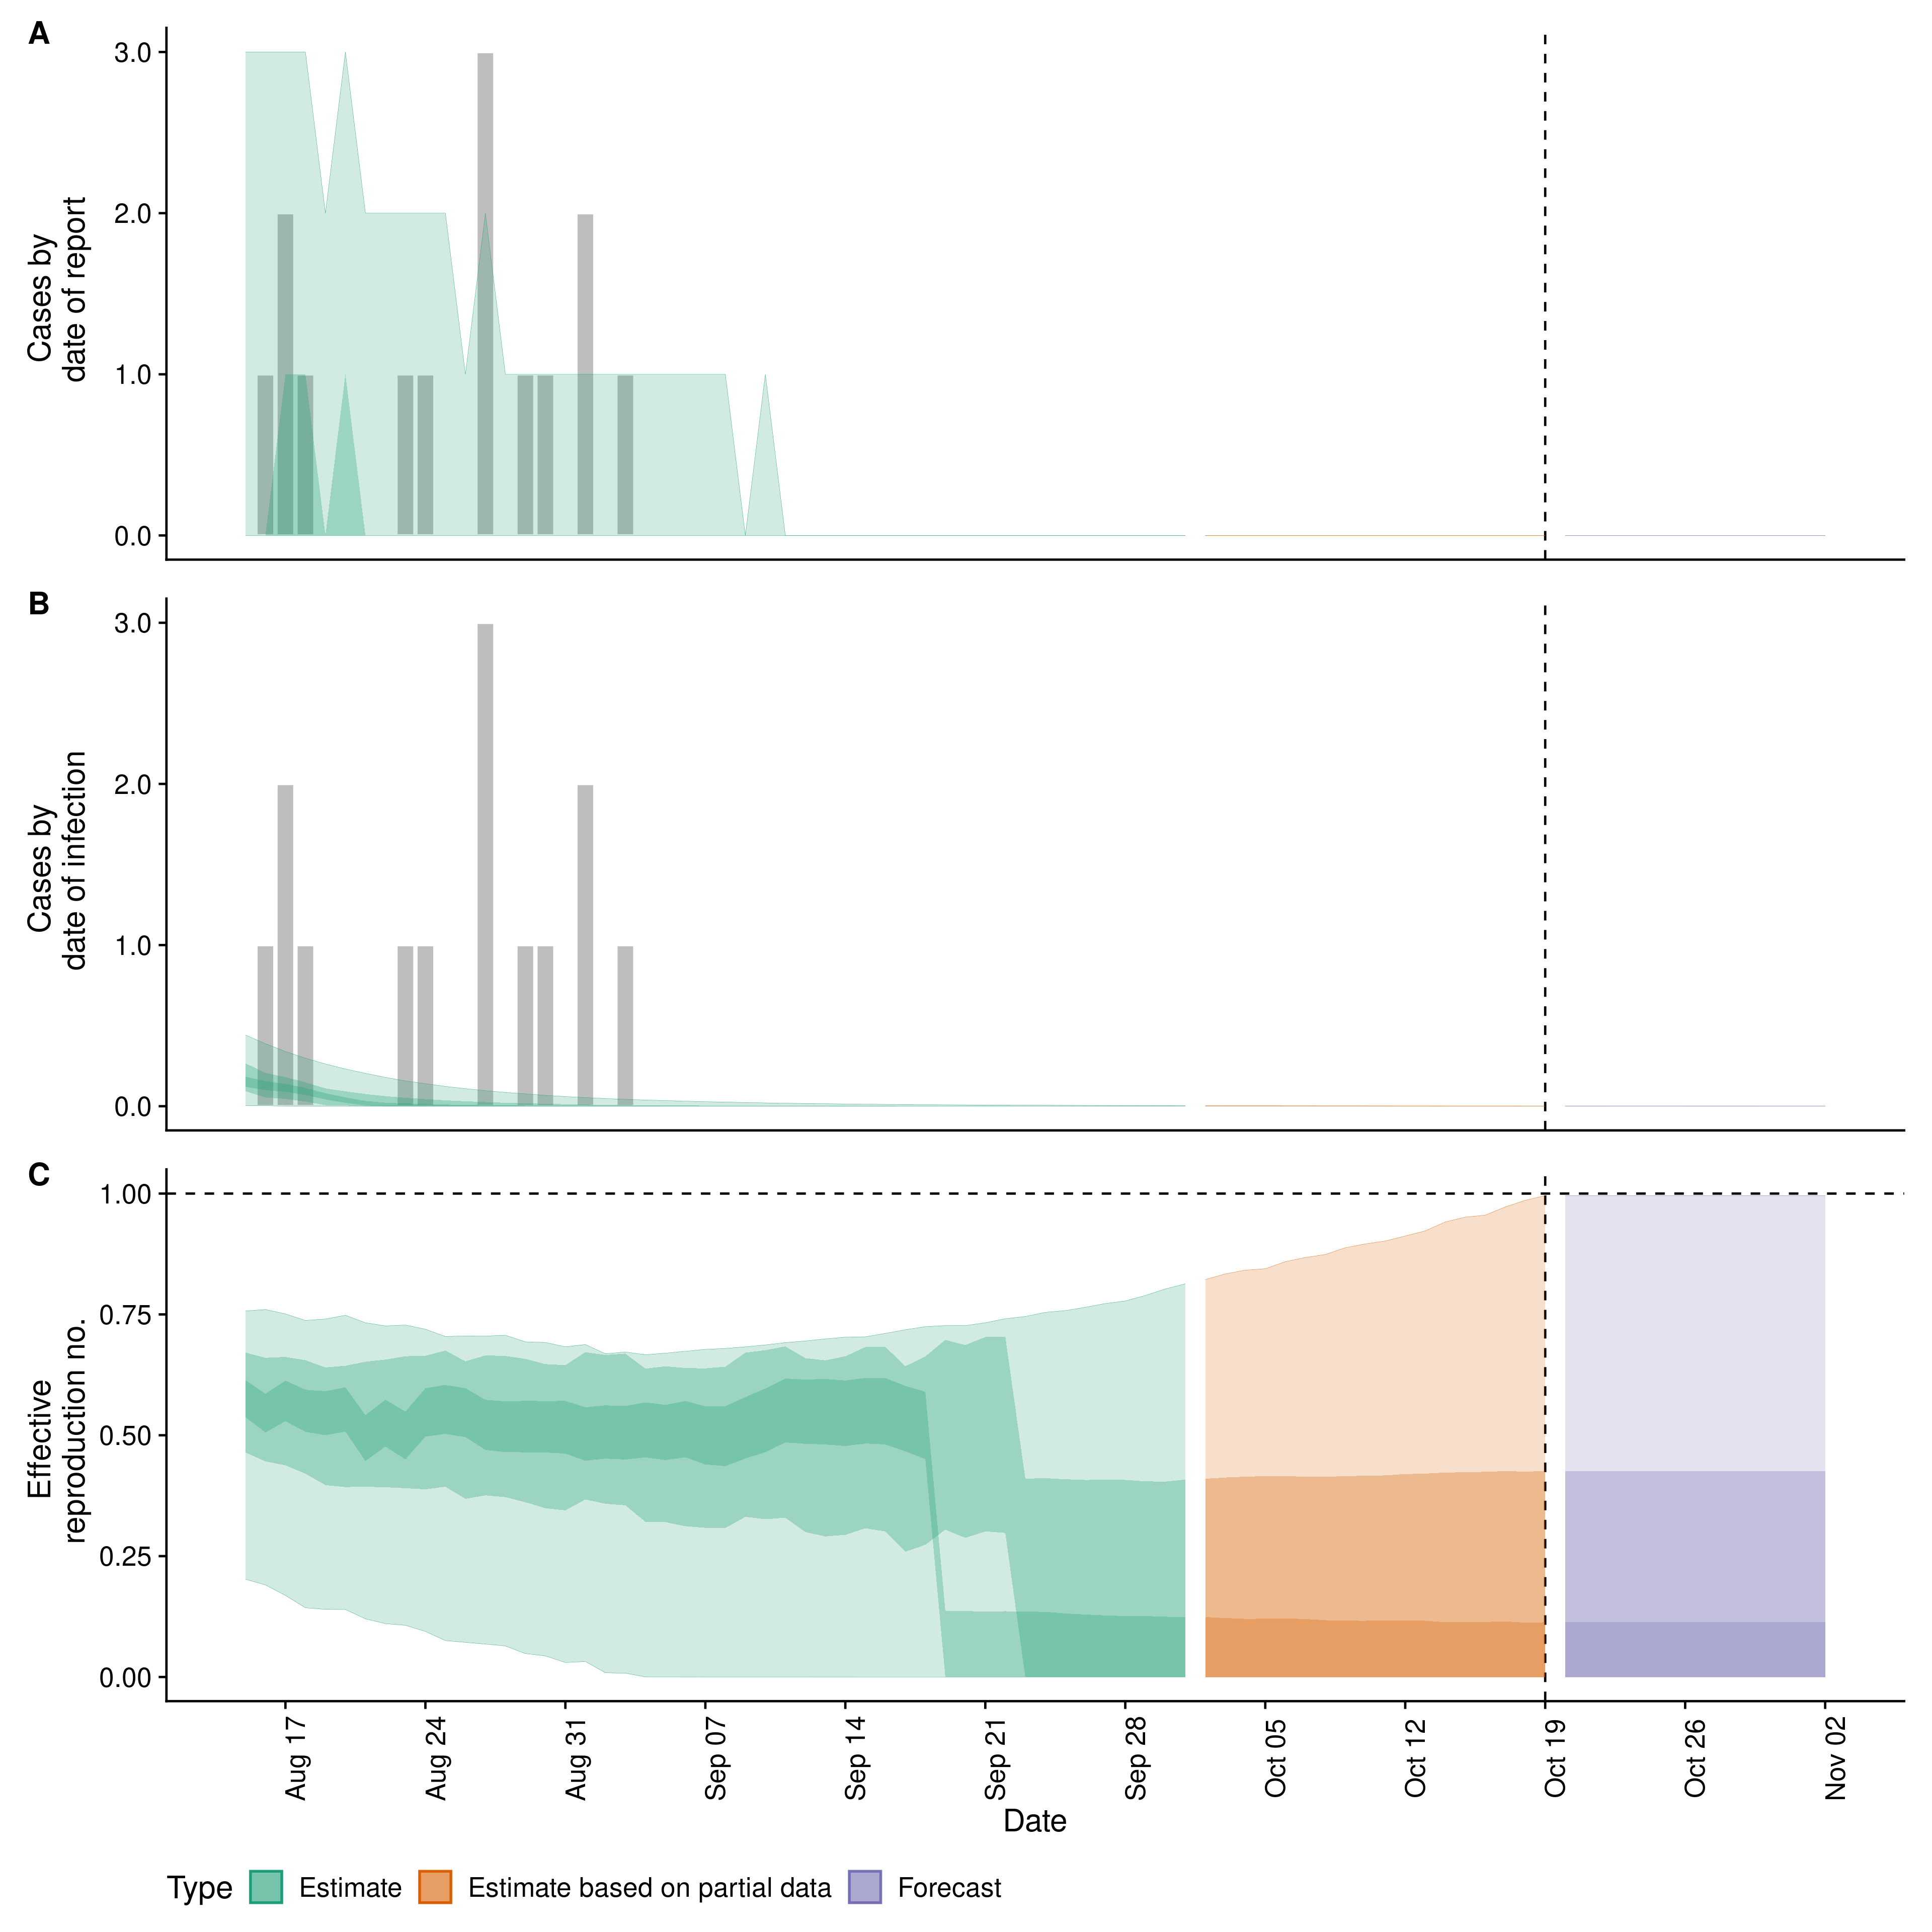 A
Cases by
date of report
3.0
2.0
1.0
0.0
B
Cases by
date of infection
3.0
2.0
1.0
0.0
C
Effective
reproduction no.
1.00
0.75
0.50
0.25
0.00
Aug 17
Aug 24
Aug 31
Sep 07
Sep 14
Sep 21
Sep 28
Oct 05
Oct 12
Oct 19
Oct 26
Nov 02
Date
Type Estimate Estimate based on partial data Forecast